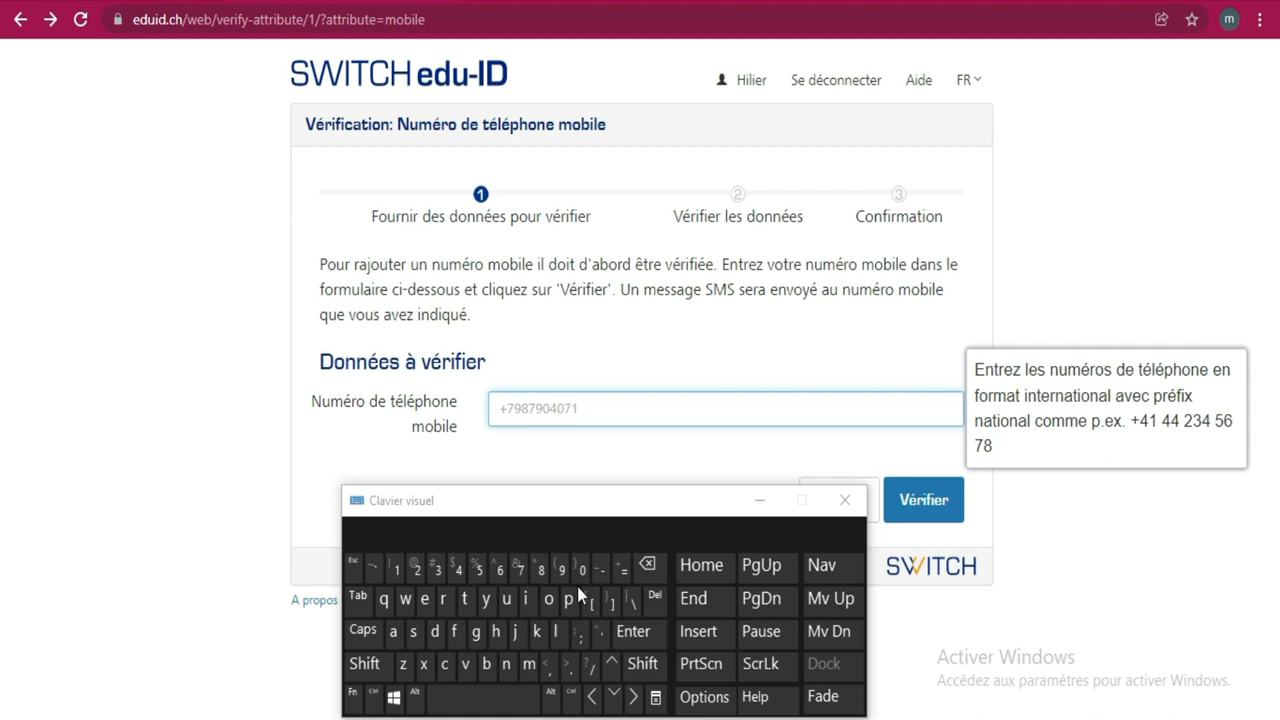 eduid.ch/web/verify-attribute/1/?attribute=mobile
m
SWITCH edu-ID
Hilier
Se déconnecter
Aide
FR
Vérification: Numéro de téléphone mobile
1
2
3
Fournir des données pour vérifier
Vérifier les données
Confirmation
Pour rajouter un numéro mobile il doit d'abord être vérifiée. Entrez votre numéro mobile dans le
formulaire ci-dessous et cliquez sur 'Vérifier'. Un message SMS sera envoyé au numéro mobile
que vous avez indiqué.
Données à vérifier
Numéro de téléphone
mobile
+7987904071
Entrez les numéros de téléphone en
format international avec préfix
national comme p.ex. +41 44 234 56
78
Vérifier
Clavier visuel
SWITCH
A propos
Esc ~ ` ! 1 @ 2 # 3 $ 4 % 5 ^ 6 & 7 * 8 ( 9 ) 0 _ - + = Home PgUp Nav
Tab q w e r t y u i o p [ } ] | \ Del End PgDn Mv Up
Caps a s d f g h j k l : ; " ' Enter Insert Pause Mv Dn
Shift z x c v b n m < , > . ? / ^ Shift PrtScn ScrLk Dock
Fn Ctrl Alt Alt Ctrl Options Help Fade
Activer Windows
Accédez aux paramètres pour activer Windows.